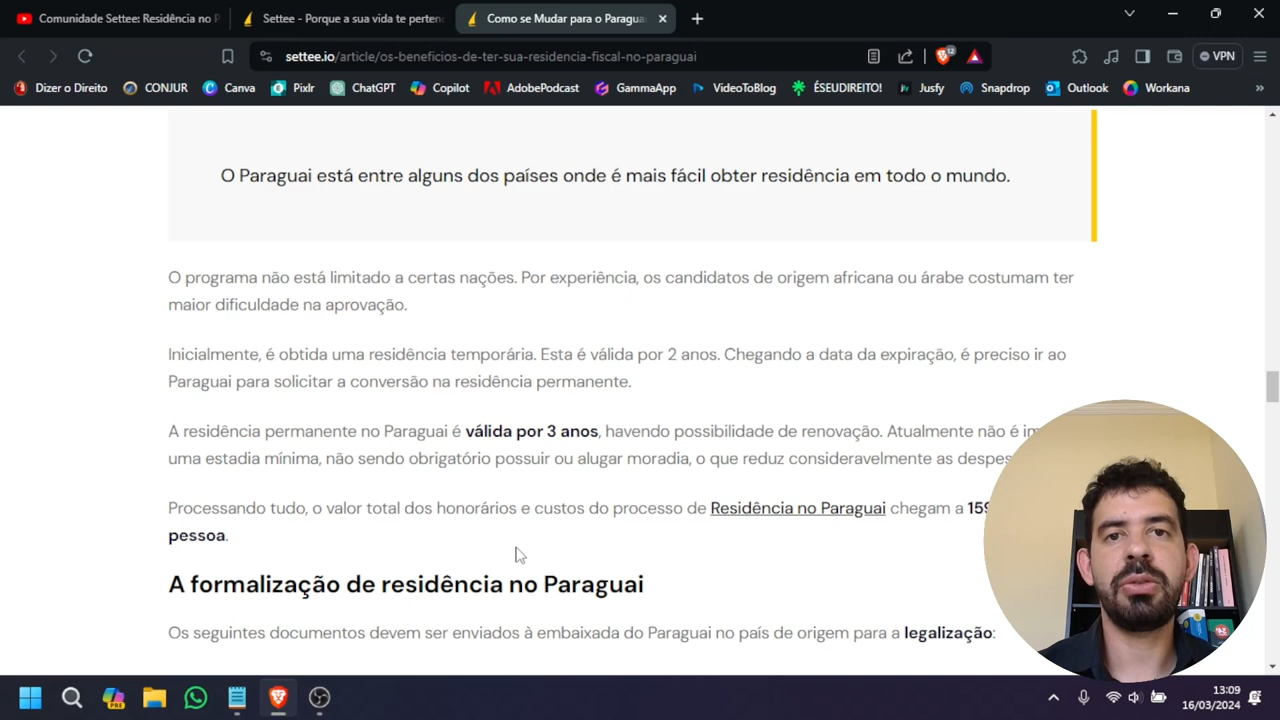 Comunidade Settee: Residência no P
Settee - Porque a sua vida te perten
Como se Mudar para o Paragua
settee.io/article/os-beneficios-de-ter-sua-residencia-fiscal-no-paraguai
12
VPN
Dizer o Direito
CONJUR
Canva
Pixlr
ChatGPT
Copilot
AdobePodcast
GammaApp
VideoToBlog
ÉSEUDIREITO!
Jusfy
Snapdrop
Outlook
Workana
»
O Paraguai está entre alguns dos países onde é mais fácil obter residência em todo o mundo.
O programa não está limitado a certas nações. Por experiência, os candidatos de origem africana ou árabe costumam ter
maior dificuldade na aprovação.
Inicialmente, é obtida uma residência temporária. Esta é válida por 2 anos. Chegando a data da expiração, é preciso ir ao
Paraguai para solicitar a conversão na residência permanente.
A residência permanente no Paraguai é válida por 3 anos, havendo possibilidade de renovação. Atualmente não é im
uma estadia mínima, não sendo obrigatório possuir ou alugar moradia, o que reduz consideravelmente as despes
Processando tudo, o valor total dos honorários e custos do processo de Residência no Paraguai chegam a 159
pessoa.
A formalização de residência no Paraguai
Os seguintes documentos devem ser enviados à embaixada do Paraguai no país de origem para a legalização:
PRE
13:09
16/03/2024